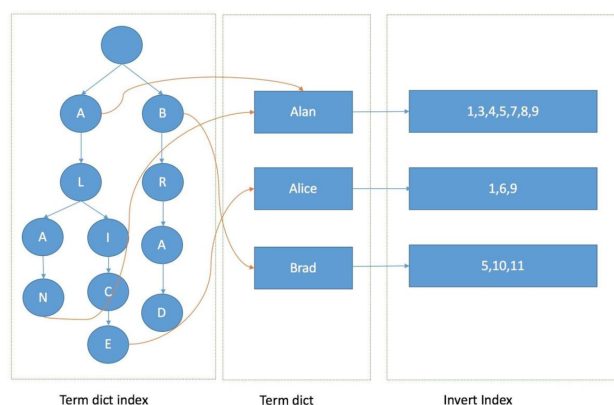 A
B
Alan
1,3,4,5,7,8,9
L
R
Alice
1,6,9
A
I
A
Brad
5,10,11
N
C
D
E
Term dict index
Term dict
Invert Index